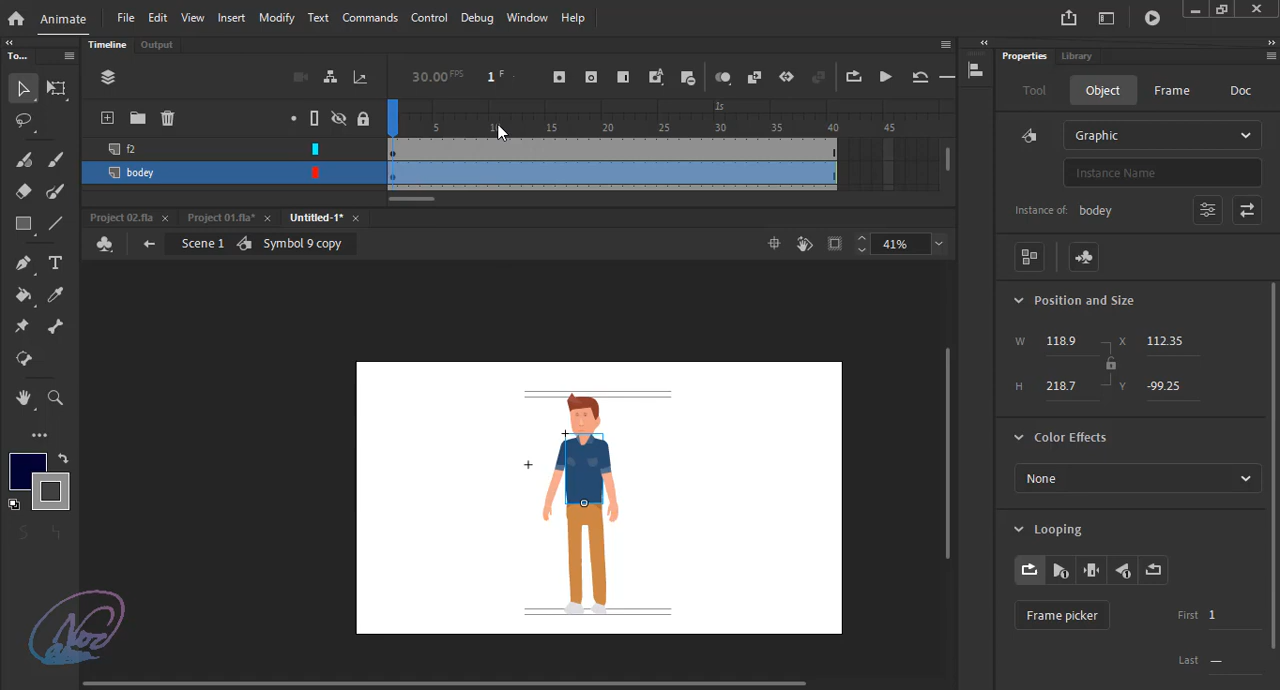 Animate File Edit View Insert Modify Text Commands Control Debug Window Help
To... Timeline Output Properties Library
30.00 FPS 1 F Tool Object Frame Doc
1s
5 10 15 20 25 30 35 40 45 Graphic
f2
bodey Instance Name
Instance of: bodey
Project 02.fla × Project 01.fla* × Untitled-1* ×
Scene 1 Symbol 9 copy 41%
Position and Size
W 118.9 X 112.35
H 218.7 Y -99.25
Color Effects
None
Looping
Frame picker First 1
Last —